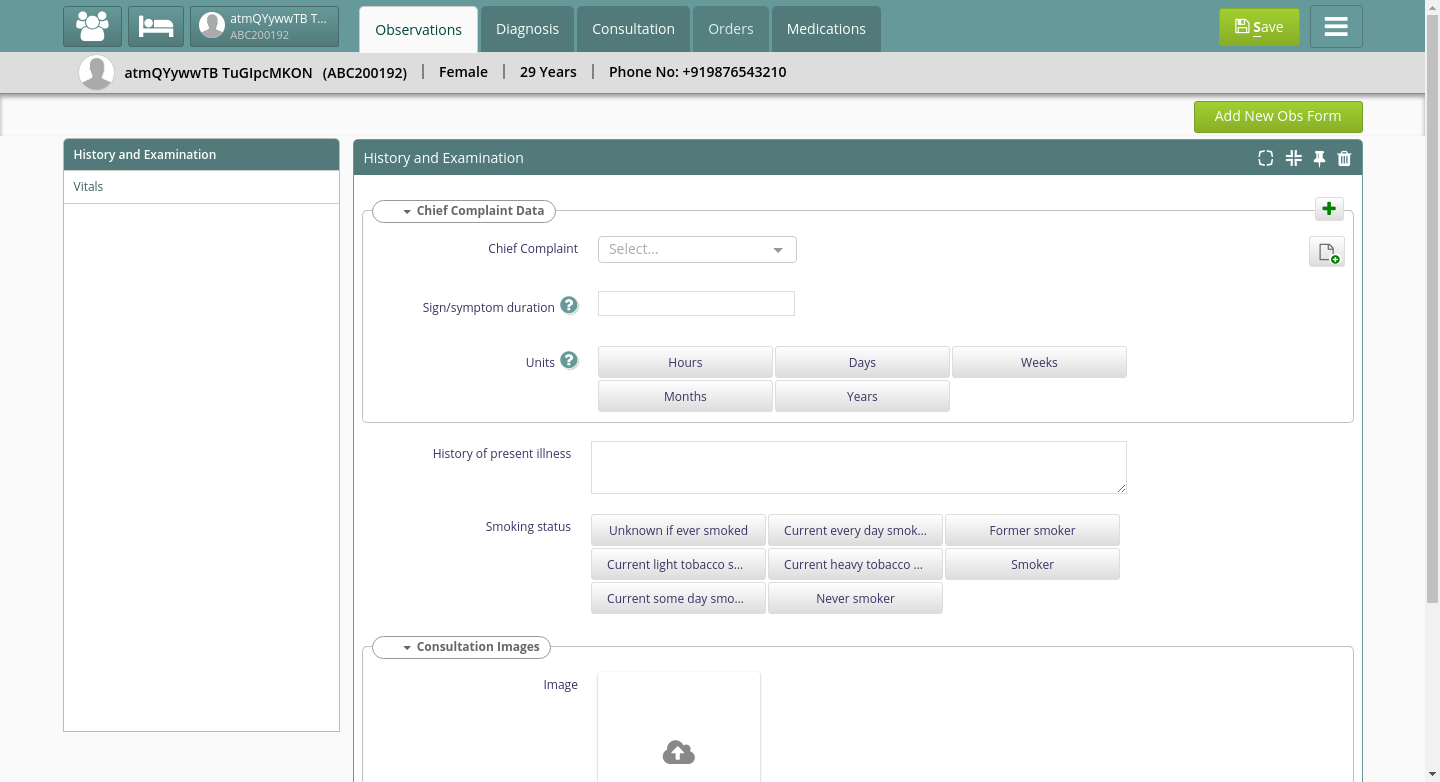 atmQYywwTB T...
ABC200192
Observations
Diagnosis
Consultation
Orders
Medications
Save
atmQYywwTB TuGIpcMKON (ABC200192) | Female | 29 Years | Phone No: +919876543210
Add New Obs Form
History and Examination
Vitals
History and Examination
Chief Complaint Data
Chief Complaint
Select...
Sign/symptom duration
Units
Hours
Days
Weeks
Months
Years
History of present illness
Smoking status
Unknown if ever smoked
Current every day smok...
Former smoker
Current light tobacco s...
Current heavy tobacco ...
Smoker
Current some day smo...
Never smoker
Consultation Images
Image